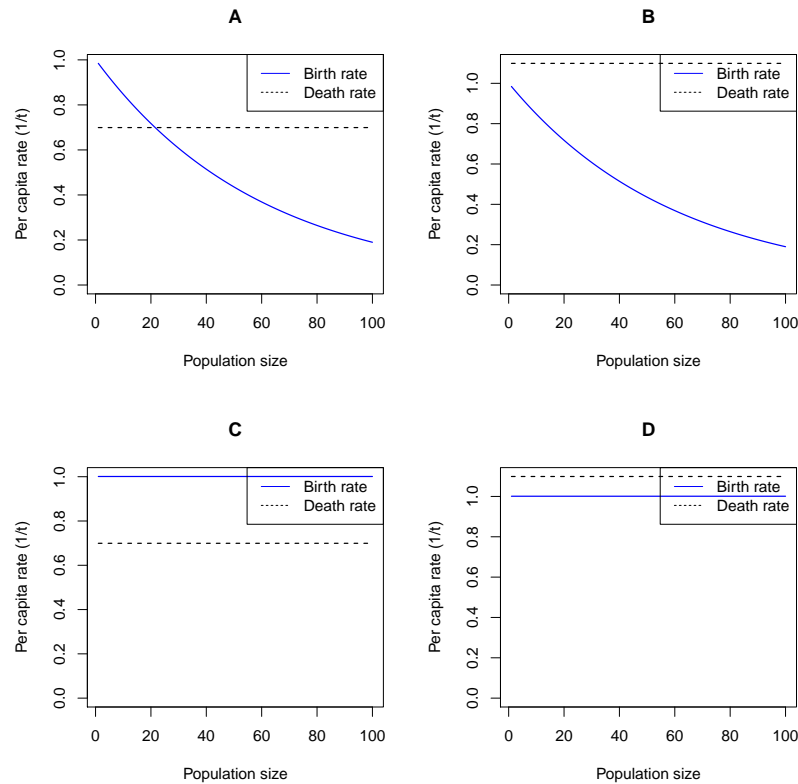 A
Per capita rate (1/t)
1.0
0.8
0.6
0.4
0.2
0.0
Birth rate
Death rate
0 20 40 60 80 100
Population size
B
Per capita rate (1/t)
1.0
0.8
0.6
0.4
0.2
0.0
Birth rate
Death rate
0 20 40 60 80 100
Population size
C
Per capita rate (1/t)
1.0
0.8
0.6
0.4
0.2
0.0
Birth rate
Death rate
0 20 40 60 80 100
Population size
D
Per capita rate (1/t)
1.0
0.8
0.6
0.4
0.2
0.0
Birth rate
Death rate
0 20 40 60 80 100
Population size